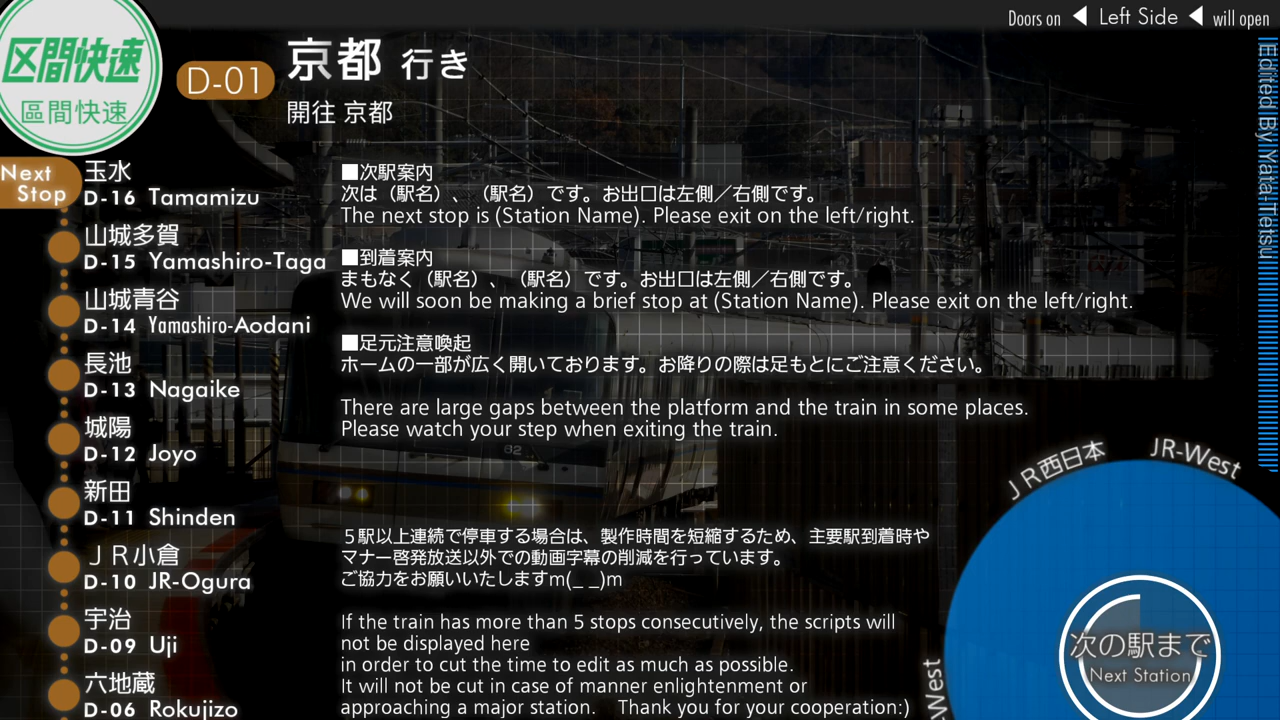 Doors on ◀ Left Side ◀ will open
区間快速
區間快速
D-01
京都 行き
開往 京都
Next Stop
玉水
D-16 Tamamizu
山城多賀
D-15 Yamashiro-Taga
山城青谷
D-14 Yamashiro-Aodani
長池
D-13 Nagaike
城陽
D-12 Joyo
新田
D-11 Shinden
ＪＲ小倉
D-10 JR-Ogura
宇治
D-09 Uji
六地蔵
D-06 Rokujizo
■次駅案内
次は（駅名）、（駅名）です。お出口は左側／右側です。
The next stop is (Station Name). Please exit on the left/right.
■到着案内
まもなく（駅名）、（駅名）です。お出口は左側／右側です。
We will soon be making a brief stop at (Station Name). Please exit on the left/right.
■足元注意喚起
ホームの一部が広く開いております。お降りの際は足もとにご注意ください。
There are large gaps between the platform and the train in some places.
Please watch your step when exiting the train.
５駅以上連続で停車する場合は、製作時間を短縮するため、主要駅到着時や
マナー啓発放送以外での動画字幕の削減を行っています。
ご協力をお願いいたしますm(_ _)m
If the train has more than 5 stops consecutively, the scripts will
not be displayed here
in order to cut the time to edit as much as possible.
It will not be cut in case of manner enlightenment or
approaching a major station.　Thank you for your cooperation:)
Edited By Yata-Tetsu
ＪＲ西日本
JR-West
-West
次の駅まで
Next Station